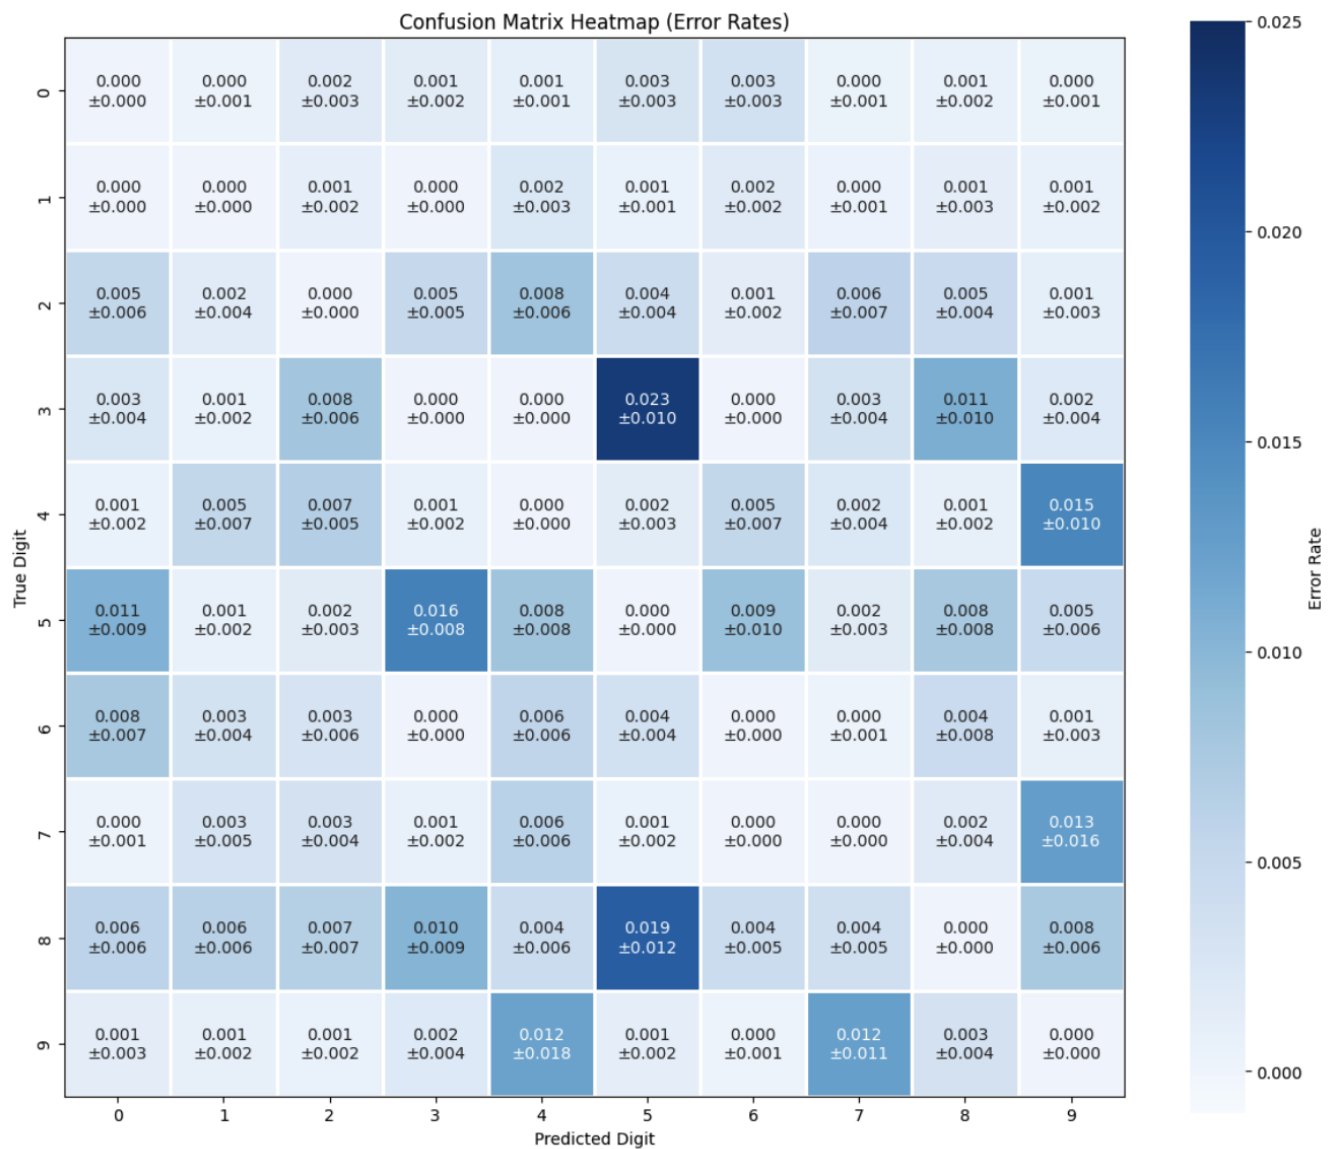 Confusion Matrix Heatmap (Error Rates)
0.000 0.000 0.002 0.001 0.001 0.003 0.003 0.000 0.001 0.000
±0.000 ±0.001 ±0.003 ±0.002 ±0.001 ±0.003 ±0.003 ±0.001 ±0.002 ±0.001
0
0.000 0.000 0.001 0.000 0.002 0.001 0.002 0.000 0.001 0.001
±0.000 ±0.000 ±0.002 ±0.000 ±0.003 ±0.001 ±0.002 ±0.001 ±0.003 ±0.002
1
0.005 0.002 0.000 0.005 0.008 0.004 0.001 0.006 0.005 0.001
±0.006 ±0.004 ±0.000 ±0.005 ±0.006 ±0.004 ±0.002 ±0.007 ±0.004 ±0.003
2
0.003 0.001 0.008 0.000 0.000 0.023 0.000 0.003 0.011 0.002
±0.004 ±0.002 ±0.006 ±0.000 ±0.000 ±0.010 ±0.000 ±0.004 ±0.010 ±0.004
3
0.001 0.005 0.007 0.001 0.000 0.002 0.005 0.002 0.001 0.015
±0.002 ±0.007 ±0.005 ±0.002 ±0.000 ±0.003 ±0.007 ±0.004 ±0.002 ±0.010
4
0.011 0.001 0.002 0.016 0.008 0.000 0.009 0.002 0.008 0.005
±0.009 ±0.002 ±0.003 ±0.008 ±0.008 ±0.000 ±0.010 ±0.003 ±0.008 ±0.006
5
0.008 0.003 0.003 0.000 0.006 0.004 0.000 0.000 0.004 0.001
±0.007 ±0.004 ±0.006 ±0.000 ±0.006 ±0.004 ±0.000 ±0.001 ±0.008 ±0.003
6
0.000 0.003 0.003 0.001 0.006 0.001 0.000 0.000 0.002 0.013
±0.001 ±0.005 ±0.004 ±0.002 ±0.006 ±0.002 ±0.000 ±0.000 ±0.004 ±0.016
7
0.006 0.006 0.007 0.010 0.004 0.019 0.004 0.004 0.000 0.008
±0.006 ±0.006 ±0.007 ±0.009 ±0.006 ±0.012 ±0.005 ±0.005 ±0.000 ±0.006
8
0.001 0.001 0.001 0.002 0.012 0.001 0.000 0.012 0.003 0.000
±0.003 ±0.002 ±0.002 ±0.004 ±0.018 ±0.002 ±0.001 ±0.011 ±0.004 ±0.000
9
True Digit
0 1 2 3 4 5 6 7 8 9
Predicted Digit
0.025
0.020
0.015
0.010
0.005
0.000
Error Rate